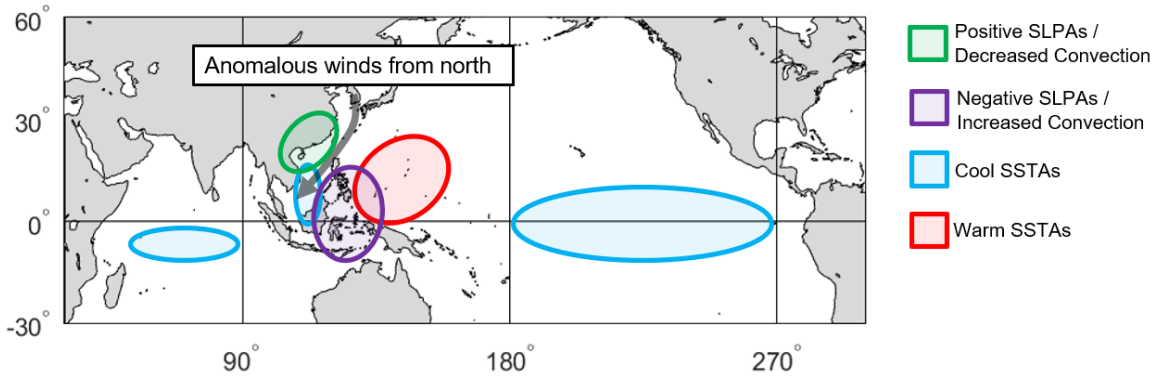 60°
30°
0°
-30°
90°
180°
270°
Anomalous winds from north
Positive SLPAs /
Decreased Convection
Negative SLPAs /
Increased Convection
Cool SSTAs
Warm SSTAs